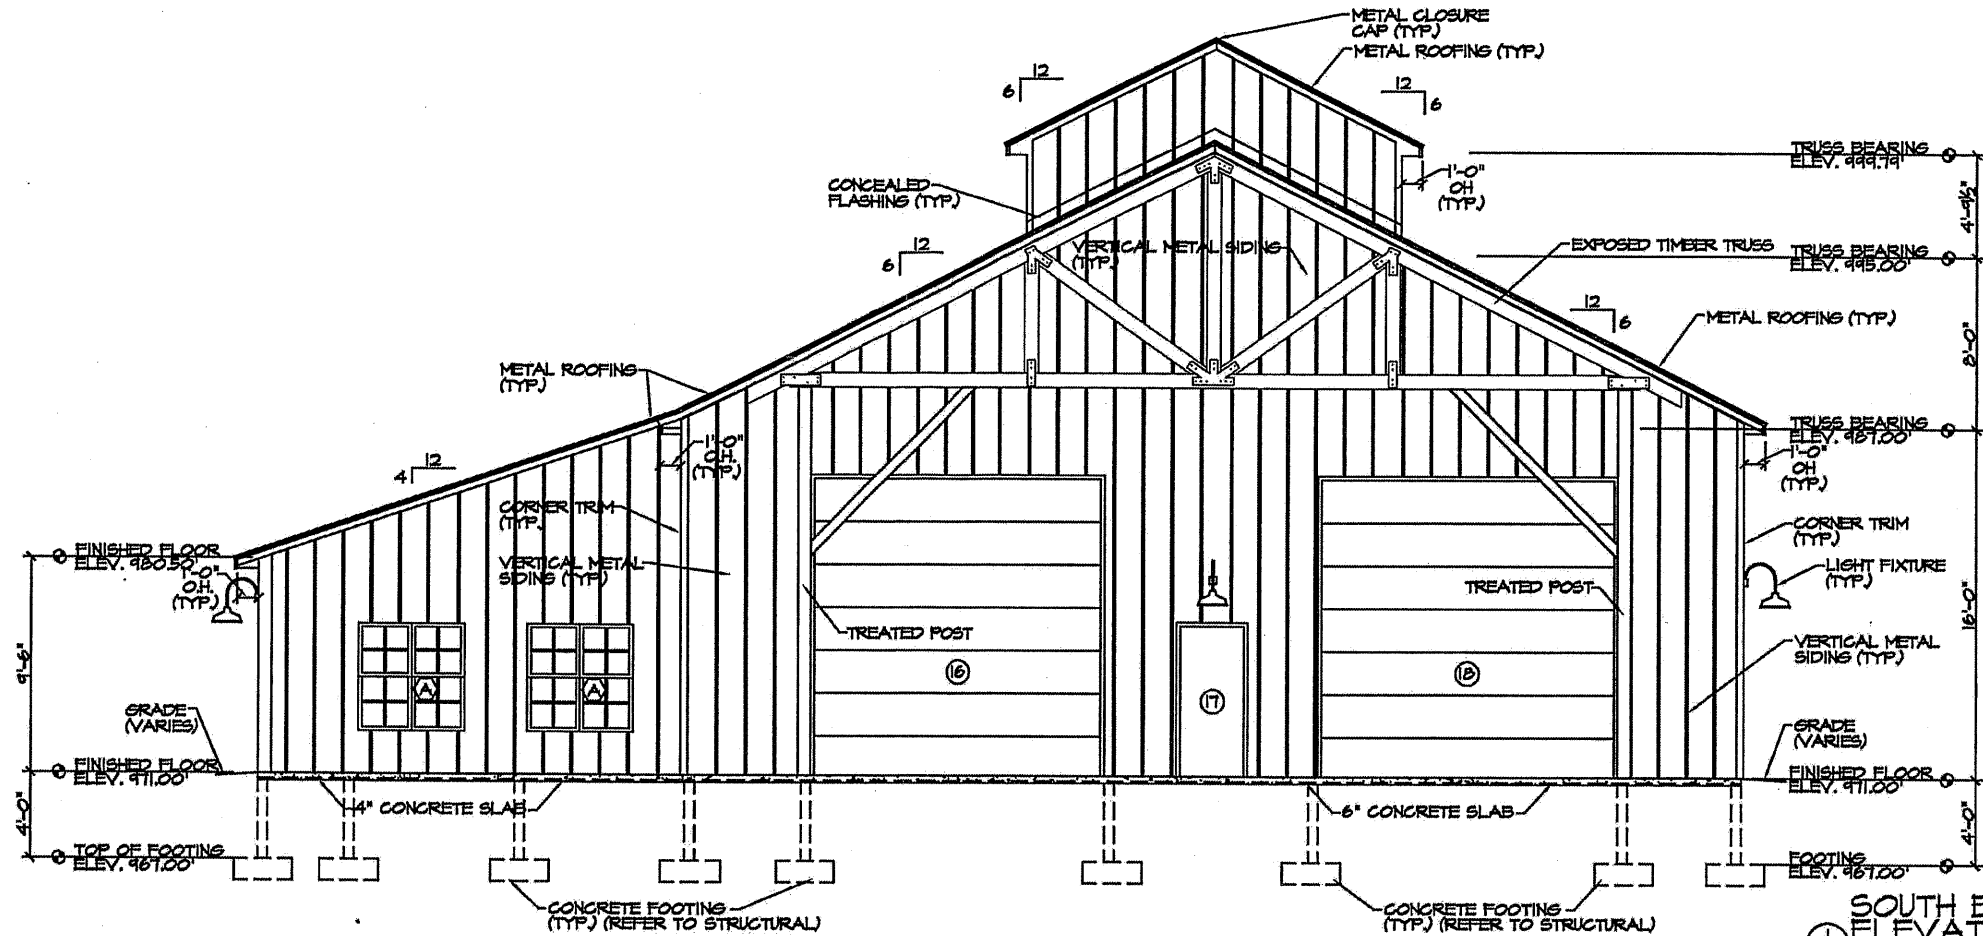 METAL CLOSURE
CAP (TYP.)
METAL ROOFING (TYP.)
12
6
12
6
TRUSS BEARING
ELEV. 999.79'
1'-0"
OH
(TYP.)
4'-9½"
CONCEALED
FLASHING (TYP.)
12
6
VERTICAL METAL SIDING
(TYP.)
EXPOSED TIMBER TRUSS
TRUSS BEARING
ELEV. 995.00'
12
6
METAL ROOFING (TYP.)
8'-0"
METAL ROOFING
(TYP.)
TRUSS BEARING
ELEV. 987.00'
1'-0"
O.H.
(TYP.)
1'-0"
OH
(TYP.)
12
4
CORNER TRIM
(TYP.
CORNER TRIM
(TYP.)
FINISHED FLOOR
ELEV. 980.50'
1'-0"
O.H.
(TYP.)
VERTICAL METAL
SIDING (TYP.)
LIGHT FIXTURE
(TYP.)
TREATED POST
16'-0"
TREATED POST
VERTICAL METAL
SIDING (TYP.)
9'-6"
16
18
A
A
17
GRADE
(VARIES)
GRADE
(VARIES)
FINISHED FLOOR
ELEV. 971.00'
FINISHED FLOOR
ELEV. 971.00'
4" CONCRETE SLAB
6" CONCRETE SLAB
4'-0"
4'-0"
TOP OF FOOTING
ELEV. 967.00'
FOOTING
ELEV. 967.00'
CONCRETE FOOTING
(TYP.) (REFER TO STRUCTURAL)
CONCRETE FOOTING
(TYP.) (REFER TO STRUCTURAL)
SOUTH E
ELEVAT
1